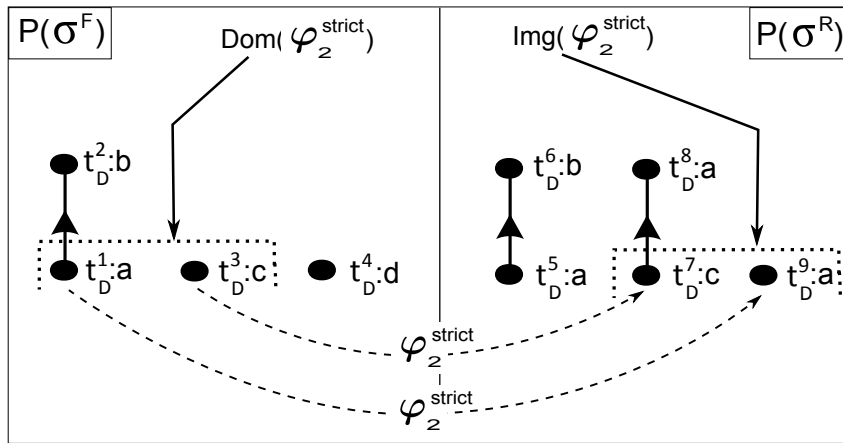 P(σ^F)
Dom(φ_2^strict)
Img(φ_2^strict)
P(σ^R)
t_D^2:b
t_D^6:b
t_D^8:a
t_D^1:a
t_D^3:c
t_D^4:d
t_D^5:a
t_D^7:c
t_D^9:a
φ_2^strict
φ_2^strict